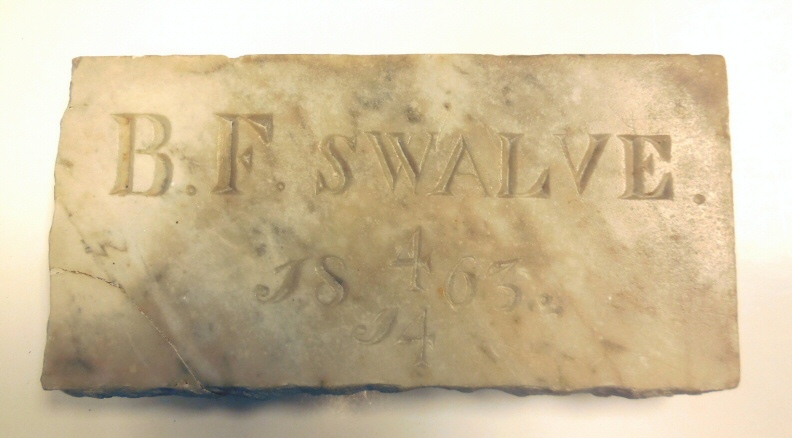 B. F. SWALVE.
18 4/14 63.